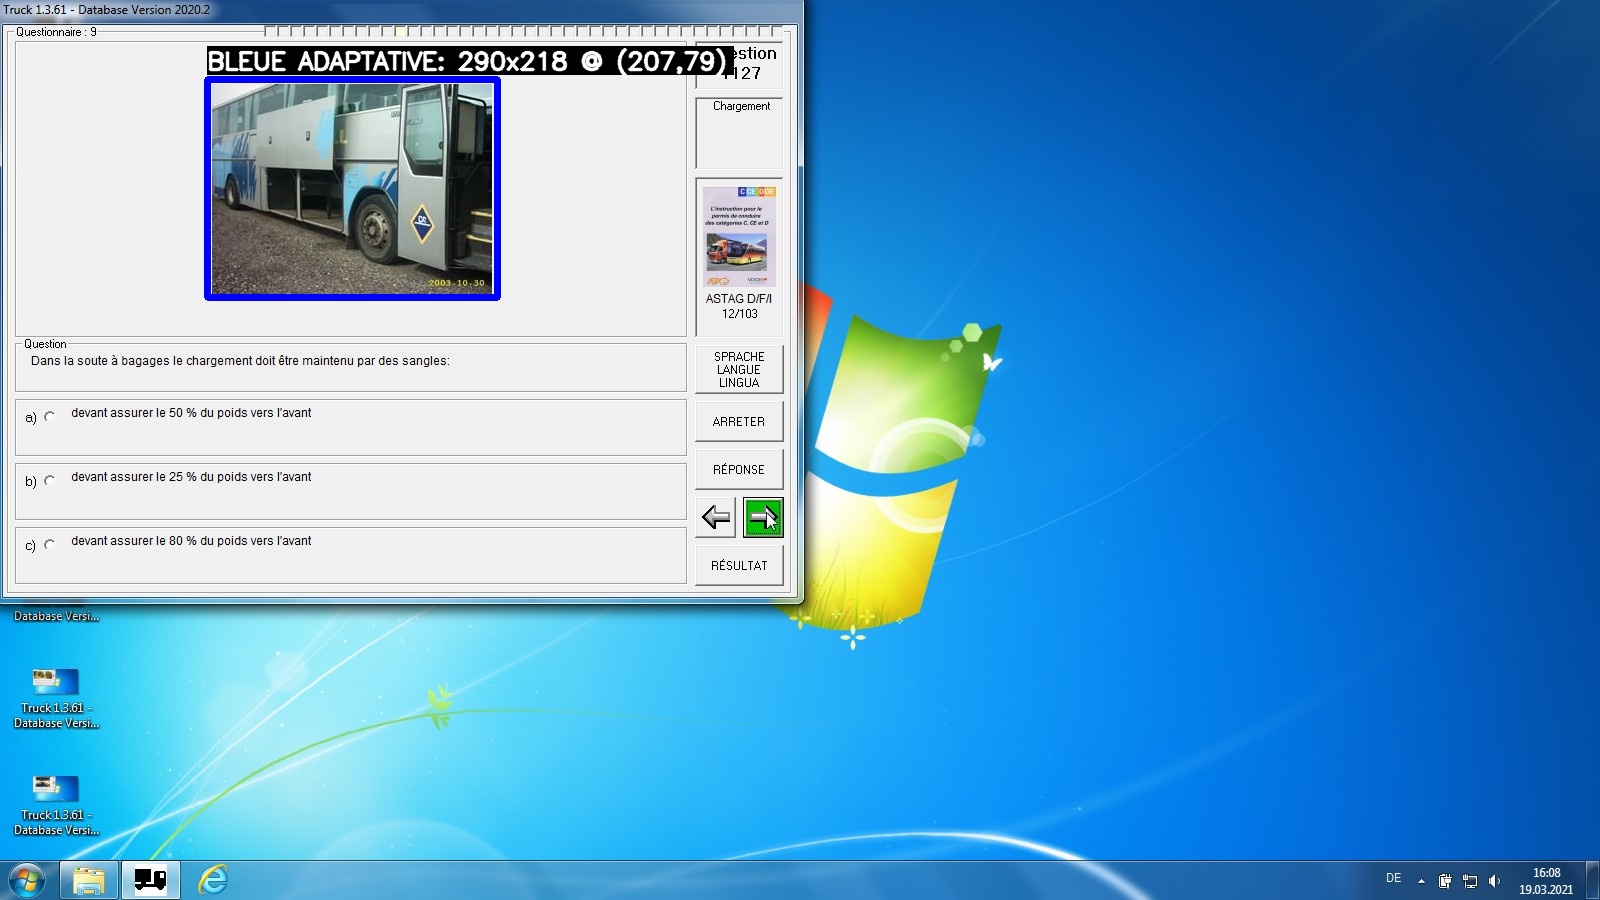 Truck 1.3.61 - Database Version 2020.2
Questionnaire : 9
BLEUE ADAPTATIVE: 290x218 @ (207,79)
estion
127
Chargement
2003-10-30
C CE D DE
L'instruction pour le
permis de conduire
des catégories C, CE et D
ASTAG D/F/I
12/103
Question
Dans la soute à bagages le chargement doit être maintenu par des sangles:
SPRACHE
LANGUE
LINGUA
a) devant assurer le 50 % du poids vers l'avant
ARRETER
b) devant assurer le 25 % du poids vers l'avant
RÉPONSE
c) devant assurer le 80 % du poids vers l'avant
RÉSULTAT
Database Versi...
Truck 1.3.61 -
Database Versi...
Truck 1.3.61 -
Database Versi...
DE
16:08
19.03.2021